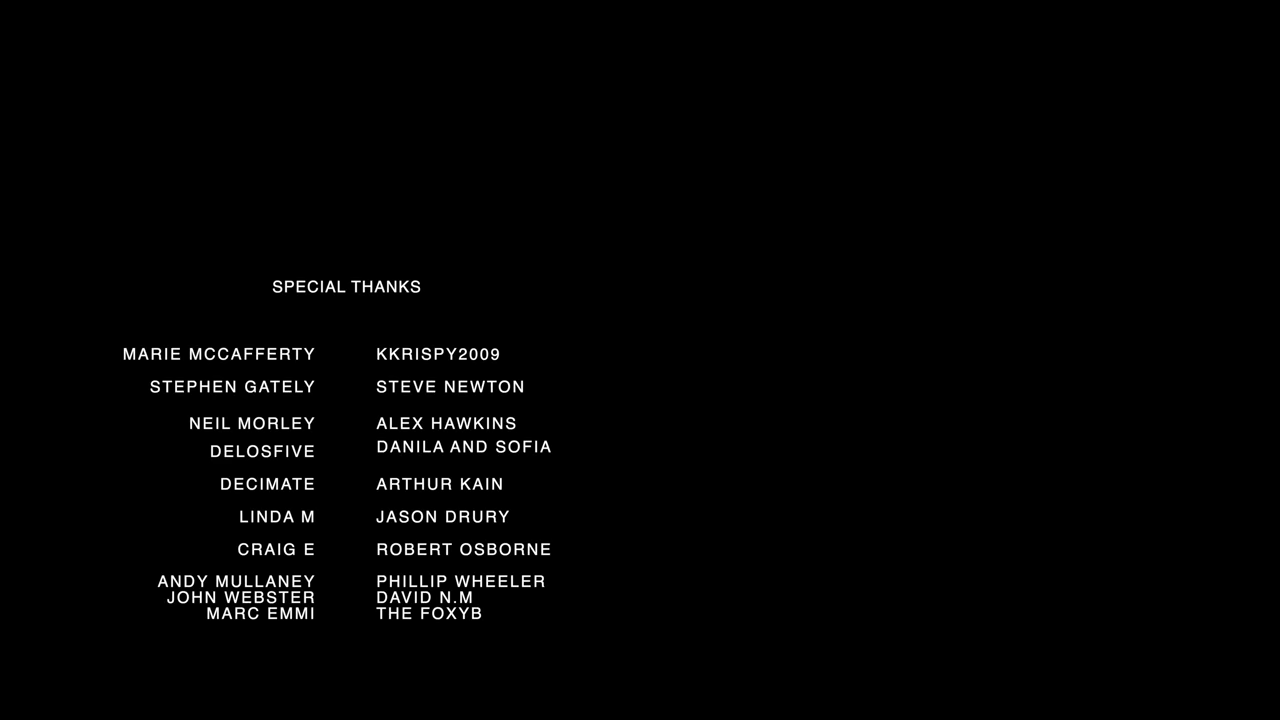 SPECIAL THANKS
MARIE MCCAFFERTY KKRISPY2009
STEPHEN GATELY STEVE NEWTON
NEIL MORLEY ALEX HAWKINS
DELOSFIVE DANILA AND SOFIA
DECIMATE ARTHUR KAIN
LINDA M JASON DRURY
CRAIG E ROBERT OSBORNE
ANDY MULLANEY PHILLIP WHEELER
JOHN WEBSTER DAVID N.M
MARC EMMI THE FOXYB